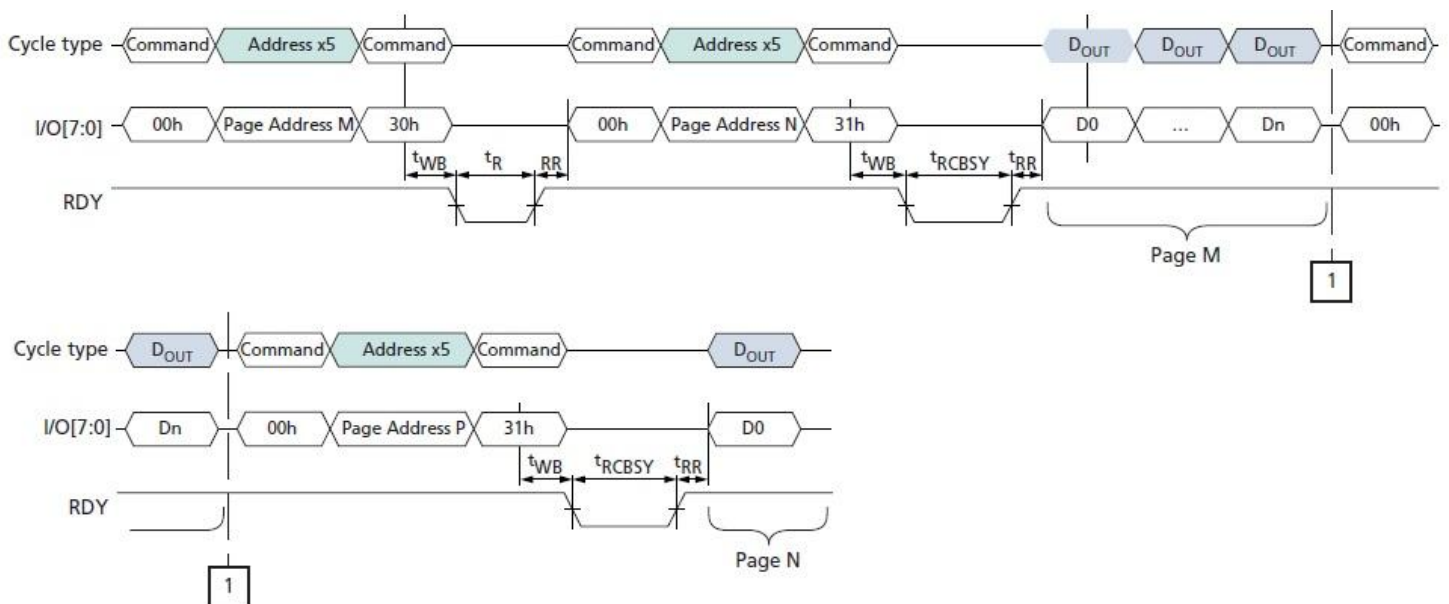 Cycle type Command Address x5 Command Command Address x5 Command DOUT DOUT DOUT Command
I/O[7:0] 00h Page Address M 30h 00h Page Address N 31h D0 ... Dn 00h
tWB tR RR tWB tRCBSY tRR
RDY
Page M
1
Cycle type DOUT Command Address x5 Command DOUT
I/O[7:0] Dn 00h Page Address P 31h D0
tWB tRCBSY tRR
RDY
Page N
1